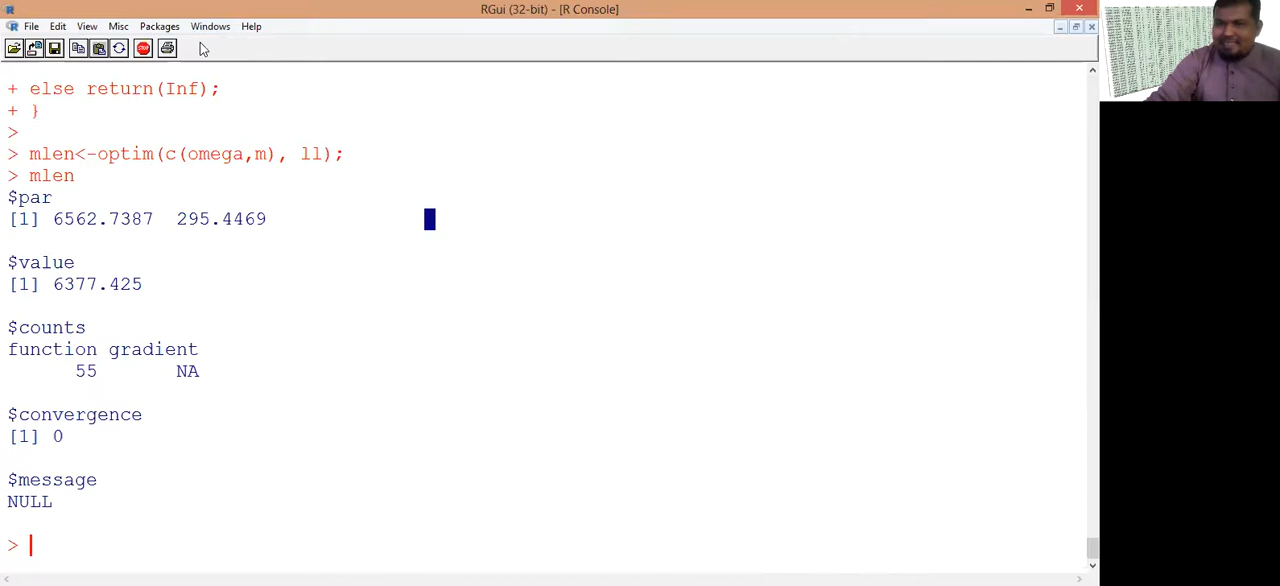 RGui (32-bit) - [R Console]
File Edit View Misc Packages Windows Help
STOP
+ else return(Inf);
+ }
>
> mlen<-optim(c(omega,m), ll);
> mlen
$par
[1] 6562.7387 295.4469
$value
[1] 6377.425
$counts
function gradient
55 NA
$convergence
[1] 0
$message
NULL
>